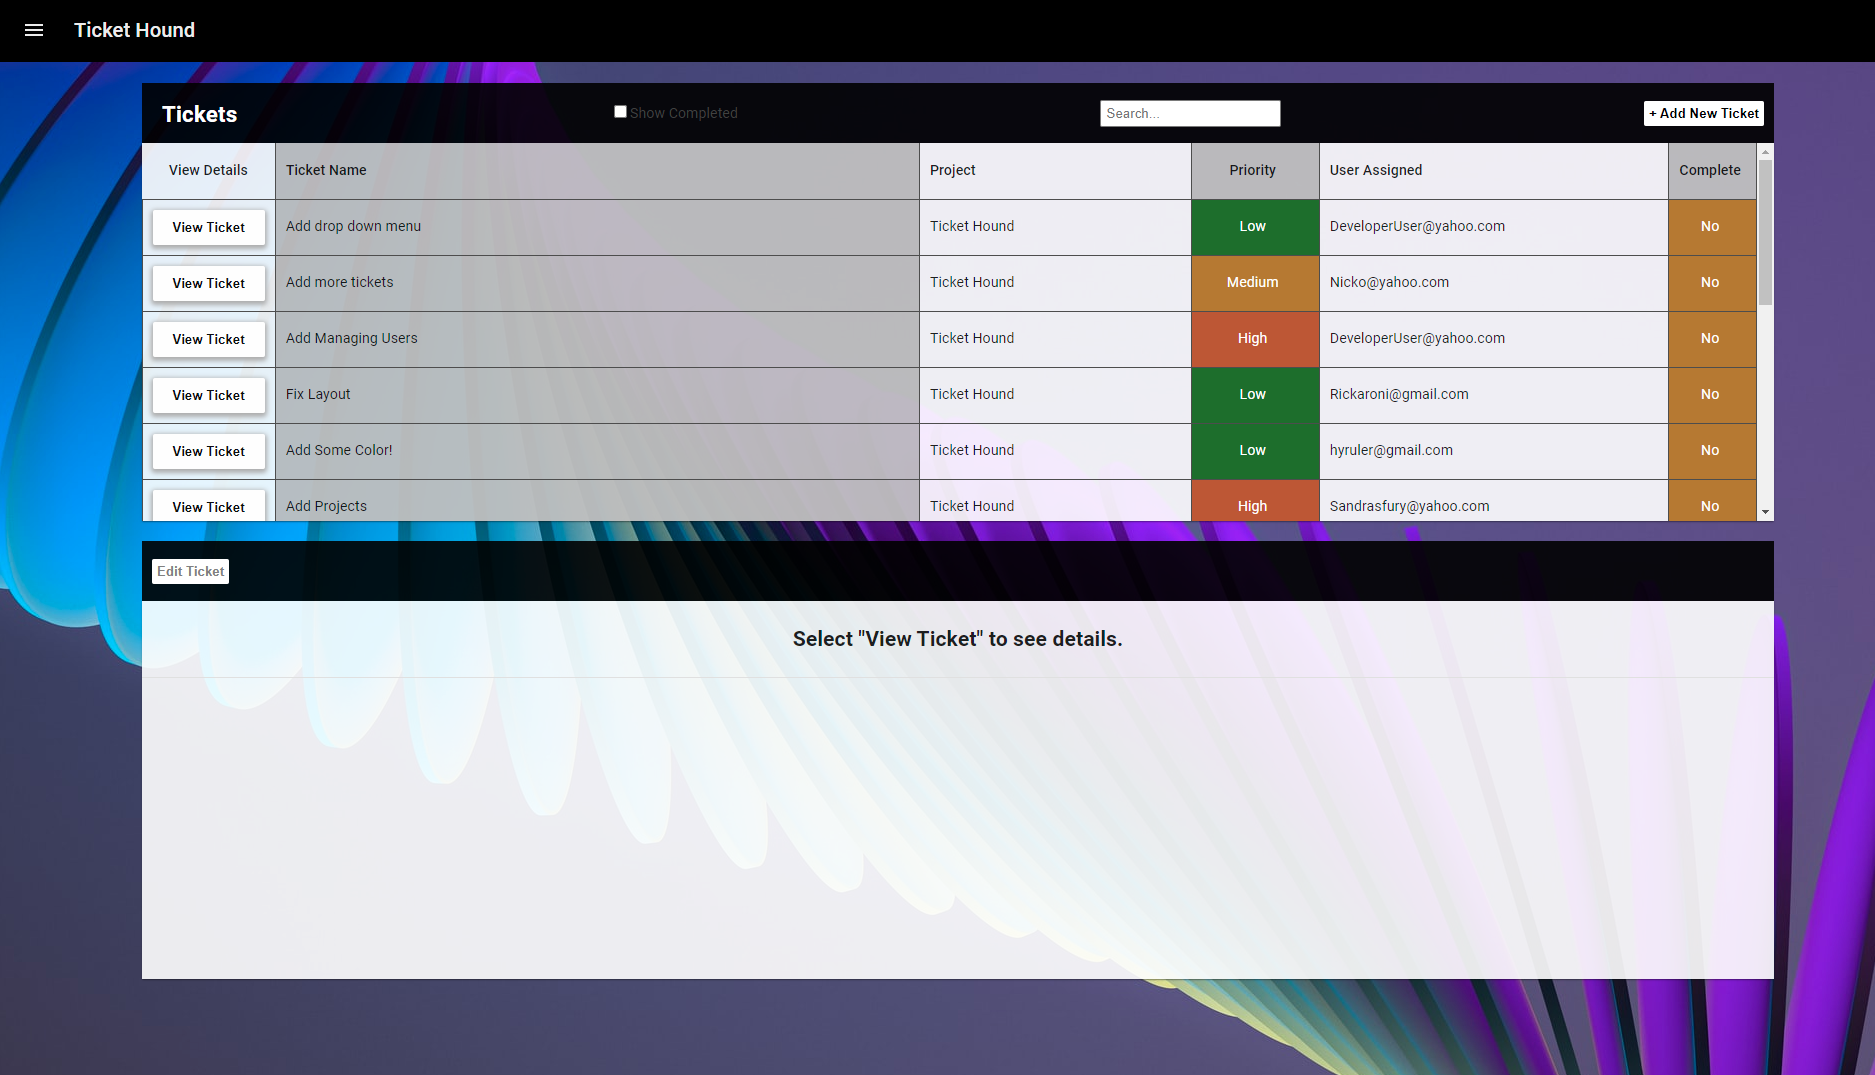 Ticket Hound
Tickets Show Completed Search... + Add New Ticket
View Details Ticket Name Project Priority User Assigned Complete
View Ticket Add drop down menu Ticket Hound Low DeveloperUser@yahoo.com No
View Ticket Add more tickets Ticket Hound Medium Nicko@yahoo.com No
View Ticket Add Managing Users Ticket Hound High DeveloperUser@yahoo.com No
View Ticket Fix Layout Ticket Hound Low Rickaroni@gmail.com No
View Ticket Add Some Color! Ticket Hound Low hyruler@gmail.com No
View Ticket Add Projects Ticket Hound High Sandrasfury@yahoo.com No
Edit Ticket
Select "View Ticket" to see details.